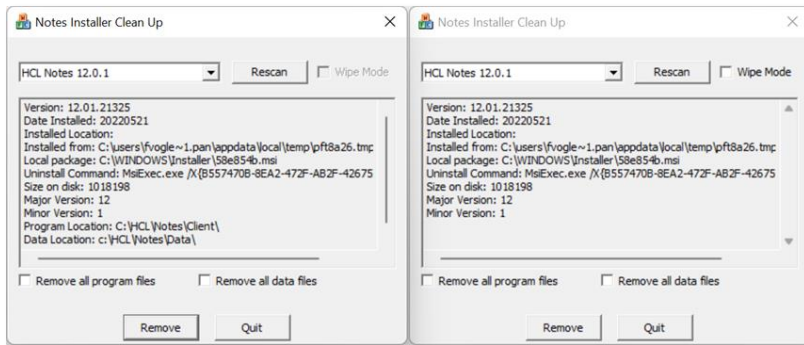 Notes Installer Clean Up
HCL Notes 12.0.1
Rescan
Wipe Mode
Version: 12.01.21325
Date Installed: 20220521
Installed Location:
Installed from: C:\users\fvogle~1.pan\appdata\local\temp\pft8a26.tmp
Local package: C:\WINDOWS\Installer\58e854b.msi
Uninstall Command: MsiExec.exe /X{B557470B-8EA2-472F-AB2F-42675
Size on disk: 1018198
Major Version: 12
Minor Version: 1
Program Location: C:\HCL\Notes\Client\
Data Location: c:\HCL\Notes\Data\
Remove all program files
Remove all data files
Remove
Quit
Notes Installer Clean Up
HCL Notes 12.0.1
Rescan
Wipe Mode
Version: 12.01.21325
Date Installed: 20220521
Installed Location:
Installed from: C:\users\fvogle~1.pan\appdata\local\temp\pft8a26.tmp
Local package: C:\WINDOWS\Installer\58e854b.msi
Uninstall Command: MsiExec.exe /X{B557470B-8EA2-472F-AB2F-42675
Size on disk: 1018198
Major Version: 12
Minor Version: 1
Remove all program files
Remove all data files
Remove
Quit